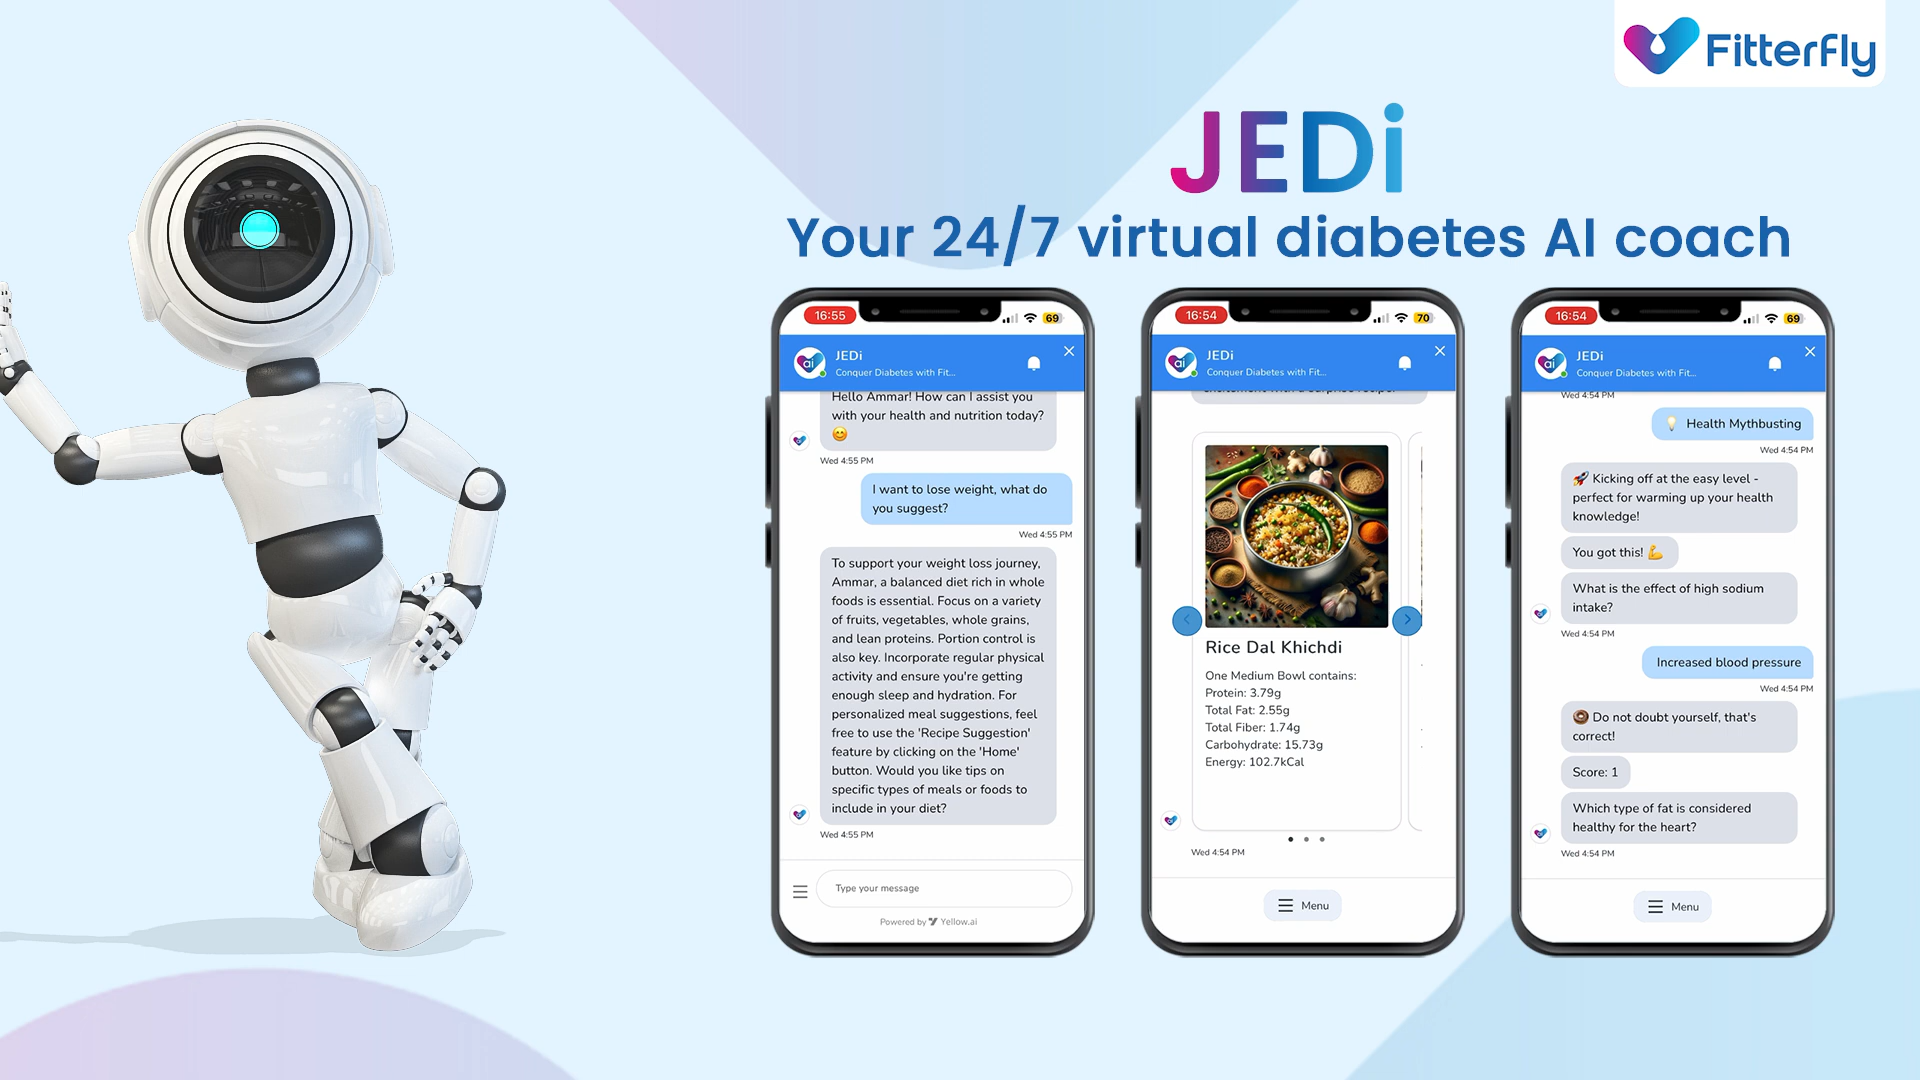 Fitterfly
JEDi
Your 24/7 virtual diabetes AI coach
16:55
69
JEDi
Conquer Diabetes with Fit...
Hello Ammar! How can I assist you
with your health and nutrition today?
😊
Wed 4:55 PM
I want to lose weight, what do
you suggest?
Wed 4:55 PM
To support your weight loss journey,
Ammar, a balanced diet rich in whole
foods is essential. Focus on a variety
of fruits, vegetables, whole grains,
and lean proteins. Portion control is
also key. Incorporate regular physical
activity and ensure you're getting
enough sleep and hydration. For
personalized meal suggestions, feel
free to use the 'Recipe Suggestion'
feature by clicking on the 'Home'
button. Would you like tips on
specific types of meals or foods to
include in your diet?
Wed 4:55 PM
Type your message
Powered by Yellow.ai
16:54
70
JEDi
Conquer Diabetes with Fit...
Rice Dal Khichdi
One Medium Bowl contains:
Protein: 3.79g
Total Fat: 2.55g
Total Fiber: 1.74g
Carbohydrate: 15.73g
Energy: 102.7kCal
Wed 4:54 PM
Menu
16:54
69
JEDi
Conquer Diabetes with Fit...
Wed 4:54 PM
💡 Health Mythbusting
Wed 4:54 PM
🚀 Kicking off at the easy level -
perfect for warming up your health
knowledge!
You got this! 💪
What is the effect of high sodium
intake?
Wed 4:54 PM
Increased blood pressure
Wed 4:54 PM
🍩 Do not doubt yourself, that's
correct!
Score: 1
Which type of fat is considered
healthy for the heart?
Wed 4:54 PM
Menu